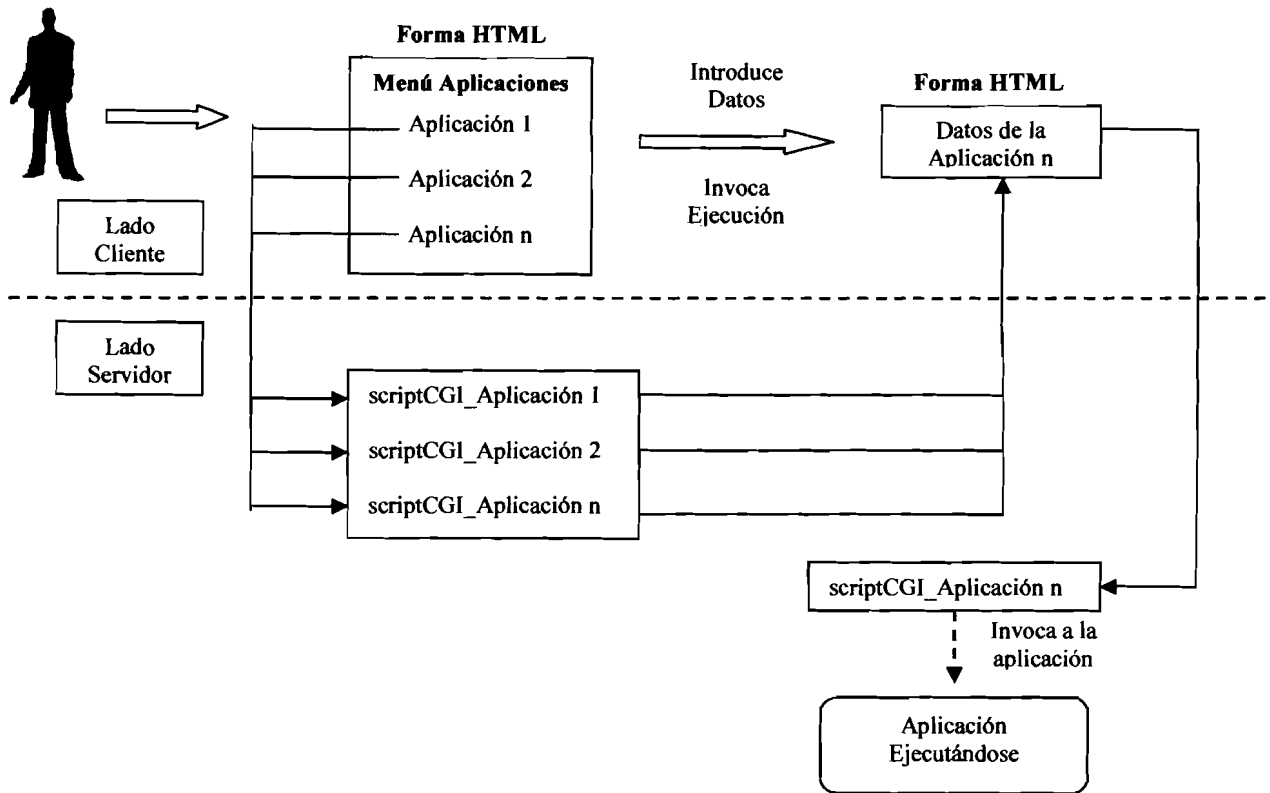 Forma HTML
Menú Aplicaciones
Aplicación 1
Aplicación 2
Aplicación n
Introduce
Datos
Invoca
Ejecución
Forma HTML
Datos de la
Aplicación n
Lado
Cliente
Lado
Servidor
scriptCGI_Aplicación 1
scriptCGI_Aplicación 2
scriptCGI_Aplicación n
scriptCGI_Aplicación n
Invoca a la
aplicación
Aplicación
Ejecutándose